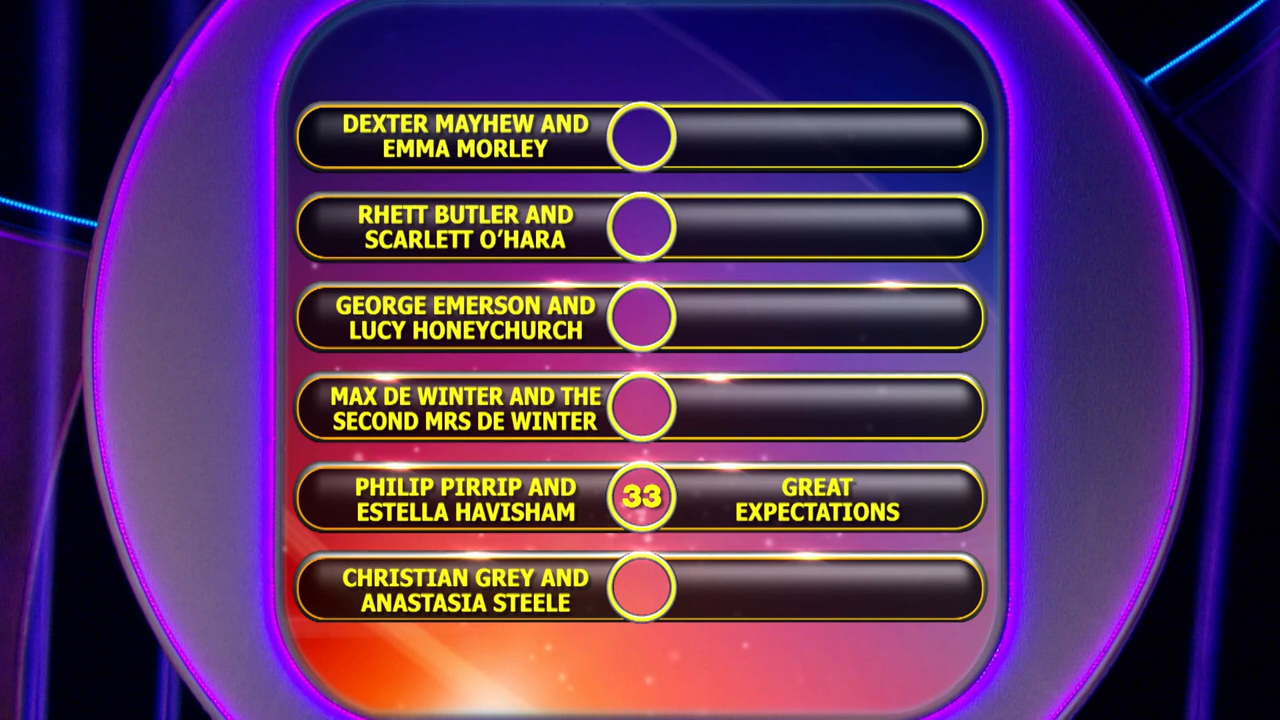 DEXTER MAYHEW AND
EMMA MORLEY
RHETT BUTLER AND
SCARLETT O'HARA
GEORGE EMERSON AND
LUCY HONEYCHURCH
MAX DE WINTER AND THE
SECOND MRS DE WINTER
PHILIP PIRRIP AND
ESTELLA HAVISHAM
33
GREAT
EXPECTATIONS
CHRISTIAN GREY AND
ANASTASIA STEELE